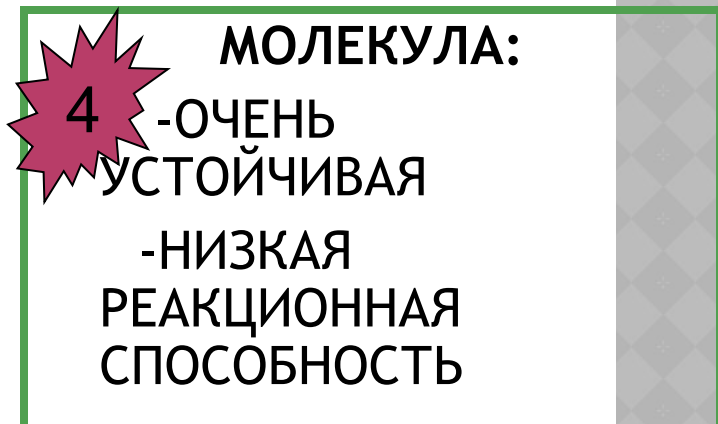 МОЛЕКУЛА:
4
-ОЧЕНЬ
УСТОЙЧИВАЯ
-НИЗКАЯ
РЕАКЦИОННАЯ
СПОСОБНОСТЬ